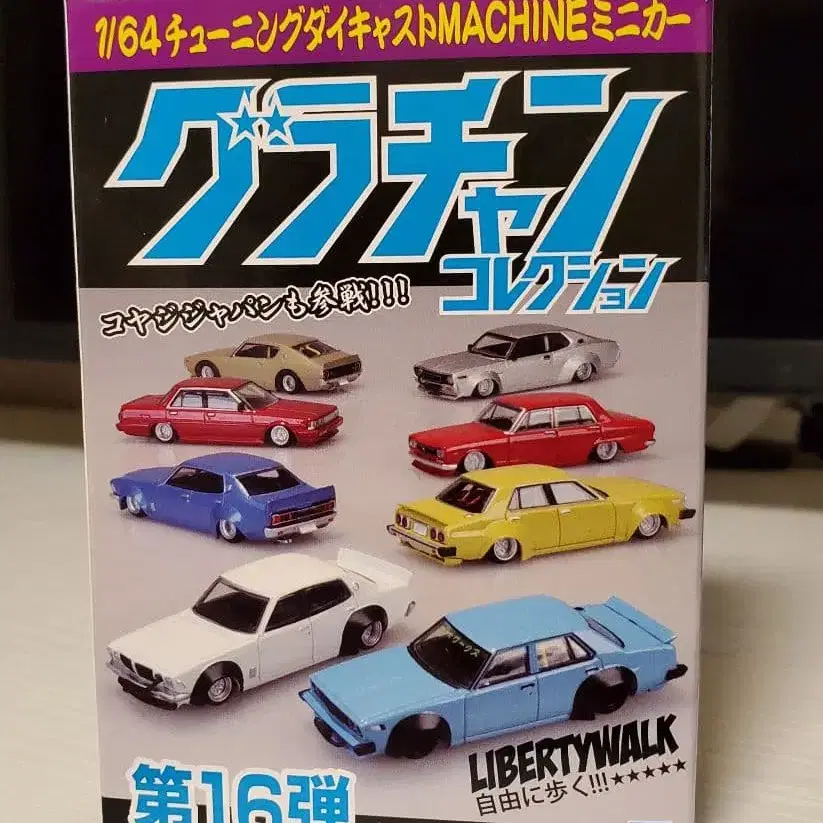 1/64チューニングダイキャストMACHINEミニカー
グラチャン
コレクション
コヤジジャパンも参戦!!!
LIBERTYWALK
自由に歩く!!!★★★★★
第16弾